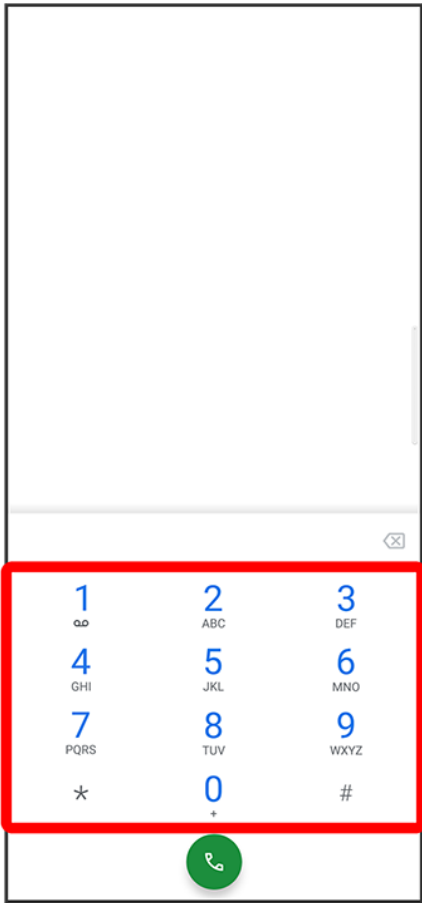 1 2 3
ABC DEF
4 5 6
GHI JKL MNO
7 8 9
PQRS TUV WXYZ
* 0 #
+